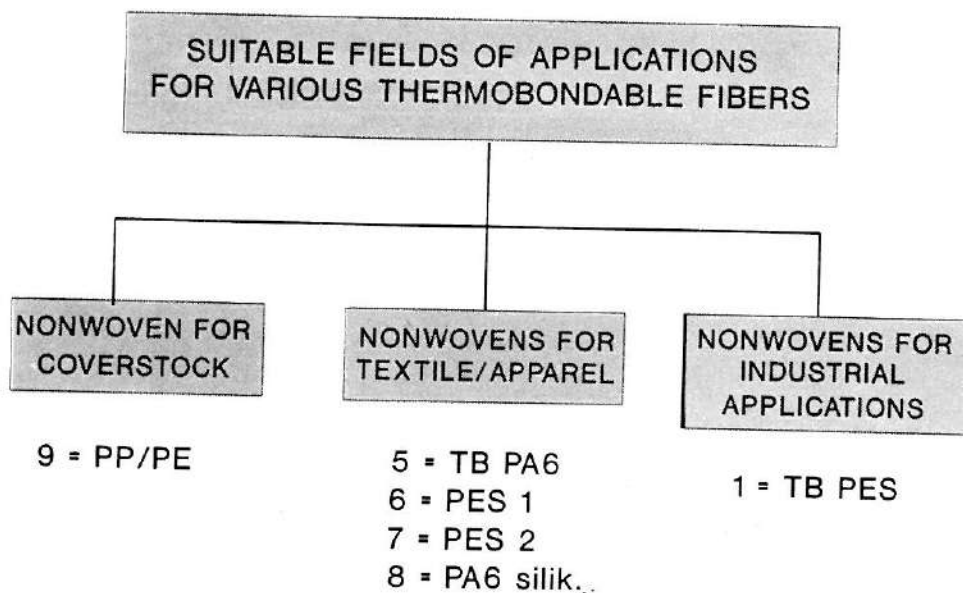 SUITABLE FIELDS OF APPLICATIONS
FOR VARIOUS THERMOBONDABLE FIBERS
NONWOVEN FOR
COVERSTOCK
9 = PP/PE
NONWOVENS FOR
TEXTILE/APPAREL
5 = TB PA6
6 = PES 1
7 = PES 2
8 = PA6 silik.
NONWOVENS FOR
INDUSTRIAL
APPLICATIONS
1 = TB PES